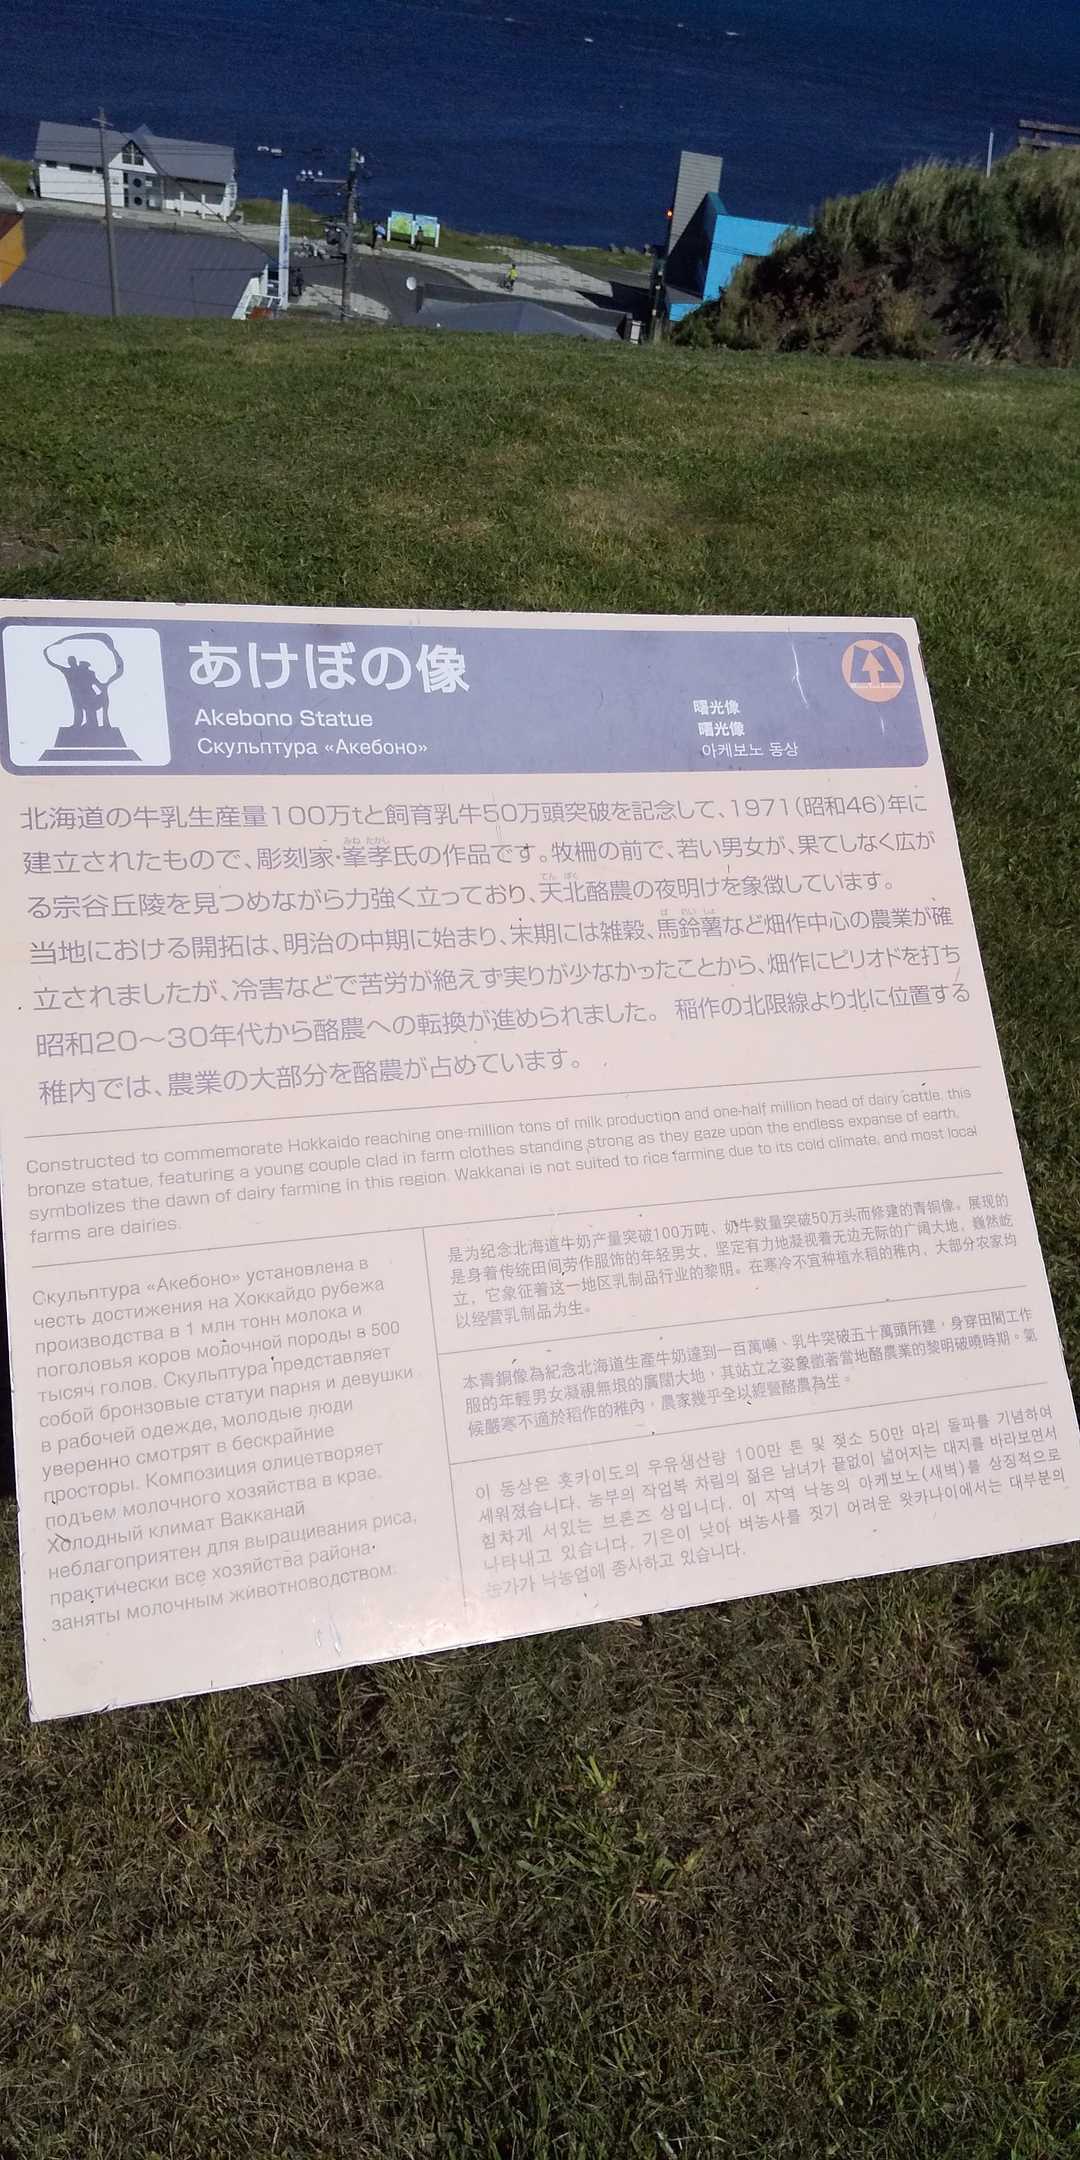 あけぼの像
Akebono Statue
Скульптура «Акебоно»
曙光像
曙光像
아케보노 동상
北海道の牛乳生産量100万tと飼育乳牛50万頭突破を記念して、1971(昭和46)年に
建立されたもので、彫刻家・峯孝氏の作品です。牧柵の前で、若い男女が、果てしなく広が
る宗谷丘陵を見つめながら力強く立っており、天北酪農の夜明けを象徴しています。
当地における開拓は、明治の中期に始まり、末期には雑穀、馬鈴薯など畑作中心の農業が確
立されましたが、冷害などで苦労が絶えず実りが少なかったことから、畑作にピリオドを打ち
昭和20〜30年代から酪農への転換が進められました。 稲作の北限線より北に位置する
稚内では、農業の大部分を酪農が占めています。
Constructed to commemorate Hokkaido reaching one-million tons of milk production and one-half million head of dairy cattle, this
bronze statue, featuring a young couple clad in farm clothes standing strong as they gaze upon the endless expanse of earth,
symbolizes the dawn of dairy farming in this region. Wakkanai is not suited to rice farming due to its cold climate, and most local
farms are dairies.
Скульптура «Акебоно» установлена в
честь достижения на Хоккайдо рубежа
производства в 1 млн тонн молока и
поголовья коров молочной породы в 500
тысяч голов. Скульптура представляет
собой бронзовые статуи парня и девушки
в рабочей одежде, молодые люди
уверенно смотрят в бескрайние
просторы. Композиция олицетворяет
подъем молочного хозяйства в крае.
Холодный климат Вакканай
неблагоприятен для выращивания риса,
практически все хозяйства района
заняты молочным животноводством.
是为纪念北海道牛奶产量突破100万吨、奶牛数量突破50万头而修建的青铜像。展现的
是身着传统田间劳作服饰的年轻男女，坚定有力地凝视着无边无际的广阔大地，巍然屹
立，它象征着这一地区乳制品行业的黎明。在寒冷不宜种植水稻的稚内，大部分农家均
以经营乳制品为生。
本青銅像為紀念北海道生產牛奶達到一百萬噸、乳牛突破五十萬頭所建，身穿田間工作
服的年輕男女凝視無垠的廣闊大地，其站立之姿象徵著當地酪農業的黎明破曉時期。氣
候嚴寒不適於稻作的稚內，農家幾乎全以經營酪農為生。
이 동상은 홋카이도의 우유생산량 100만 톤 및 젖소 50만 마리 돌파를 기념하여
세워졌습니다. 농부의 작업복 차림의 젊은 남녀가 끝없이 넓어지는 대지를 바라보면서
힘차게 서있는 브론즈 상입니다. 이 지역 낙농의 아케보노(새벽)를 상징적으로
나타내고 있습니다. 기온이 낮아 벼농사를 짓기 어려운 왓카나이에서는 대부분의
농가가 낙농업에 종사하고 있습니다.